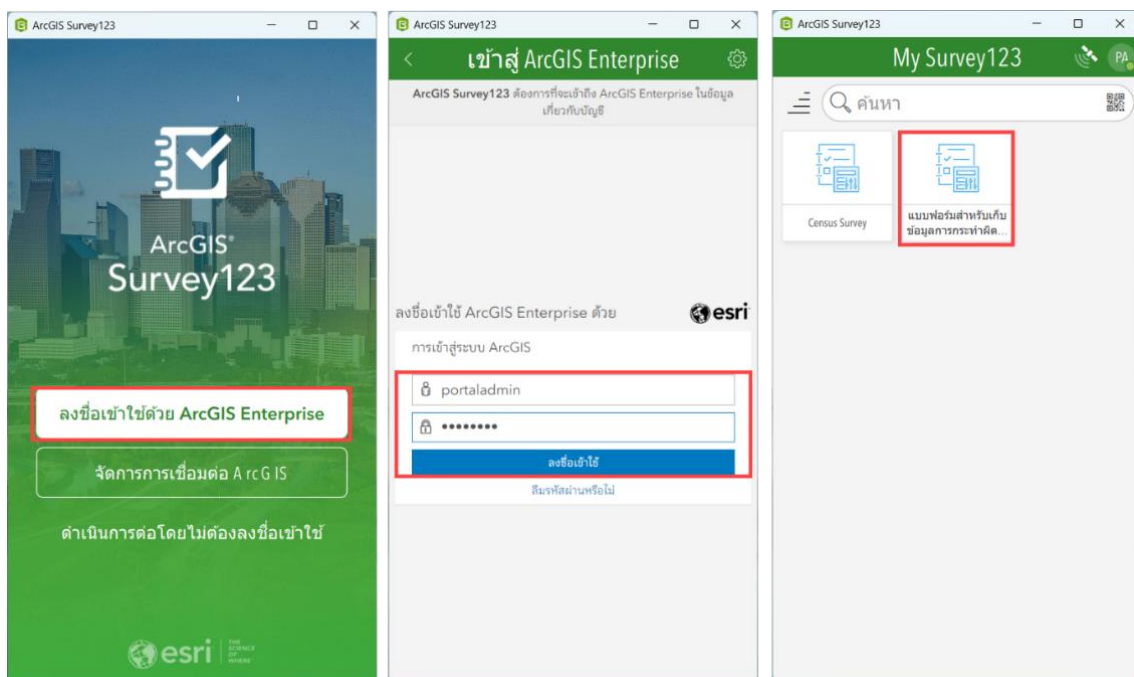 ArcGIS Survey123
ArcGIS®
Survey123
ลงชื่อเข้าใช้ด้วย ArcGIS Enterprise
จัดการการเชื่อมต่อ ArcGIS
ดำเนินการต่อโดยไม่ต้องลงชื่อเข้าใช้
esri THE SCIENCE OF WHERE
ArcGIS Survey123
เข้าสู่ ArcGIS Enterprise
ArcGIS Survey123 ต้องการที่จะเข้าถึง ArcGIS Enterprise ในข้อมูล
เกี่ยวกับบัญชี
ลงชื่อเข้าใช้ ArcGIS Enterprise ด้วย esri
การเข้าสู่ระบบ ArcGIS
portaladmin
••••••••
ลงชื่อเข้าใช้
ลืมรหัสผ่านหรือไม่
ArcGIS Survey123
My Survey123 PA
ค้นหา
Census Survey
แบบฟอร์มสำหรับเก็บ
ข้อมูลการกระทำผิด...